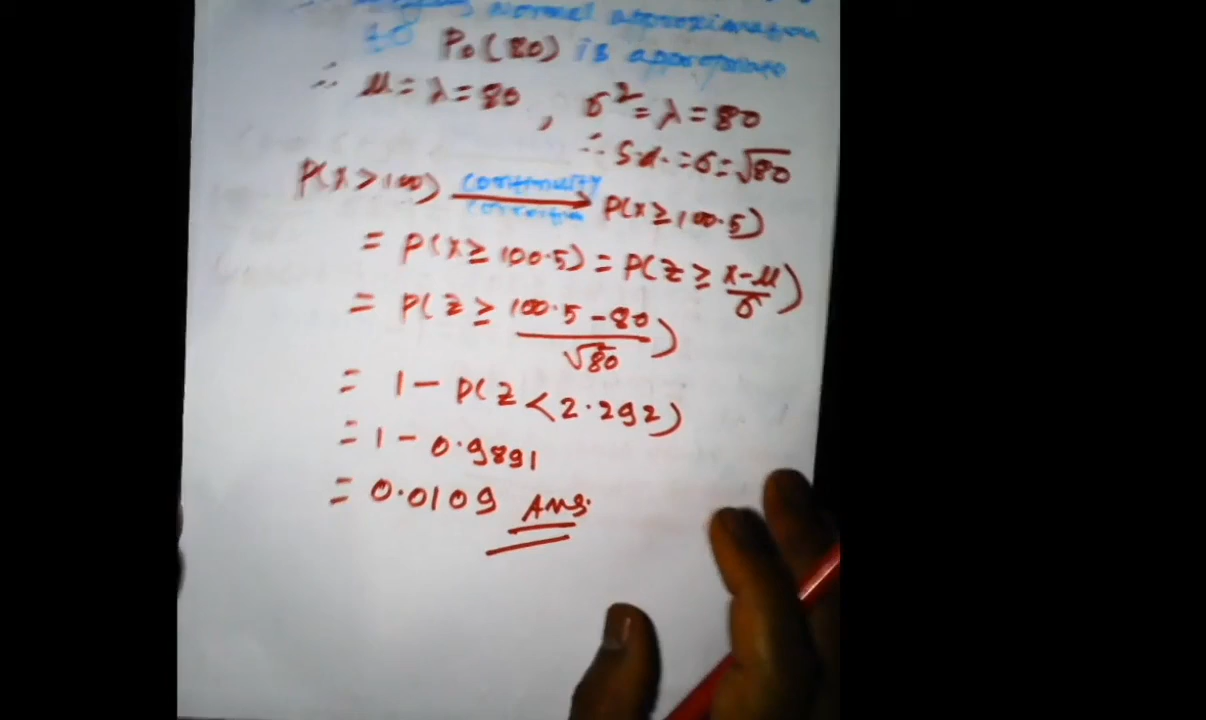 normal approximation
to Po(80) is appropriate
∴ μ = λ = 80 , σ² = λ = 80
∴ s.d. = σ = √80
P(X > 100) continuity correction → P(X ≥ 100.5)
= P(X ≥ 100.5) = P(Z ≥ (X-μ)/σ)
= P(Z ≥ (100.5 - 80)/√80)
= 1 - P(Z < 2.292)
= 1 - 0.9891
= 0.0109 Ans.